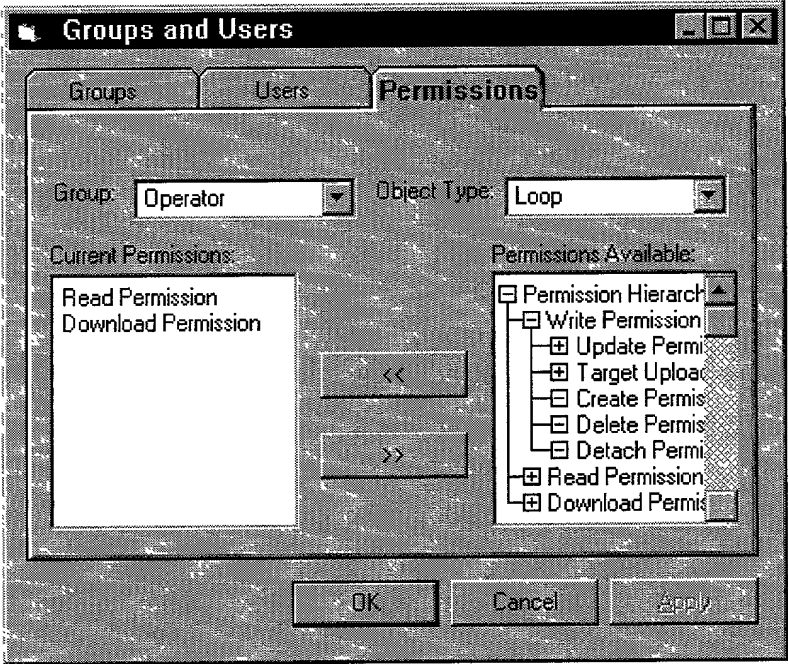 Groups and Users
Groups
Users
Permissions
Group:
Operator
Object Type:
Loop
Current Permissions:
Permissions Available:
Read Permission
Download Permission
<<
>>
Permission Hierarch
Write Permission
Update Permi
Target Upload
Create Permis
Delete Permis
Detach Permi
Read Permission
Download Permis
OK
Cancel
Apply